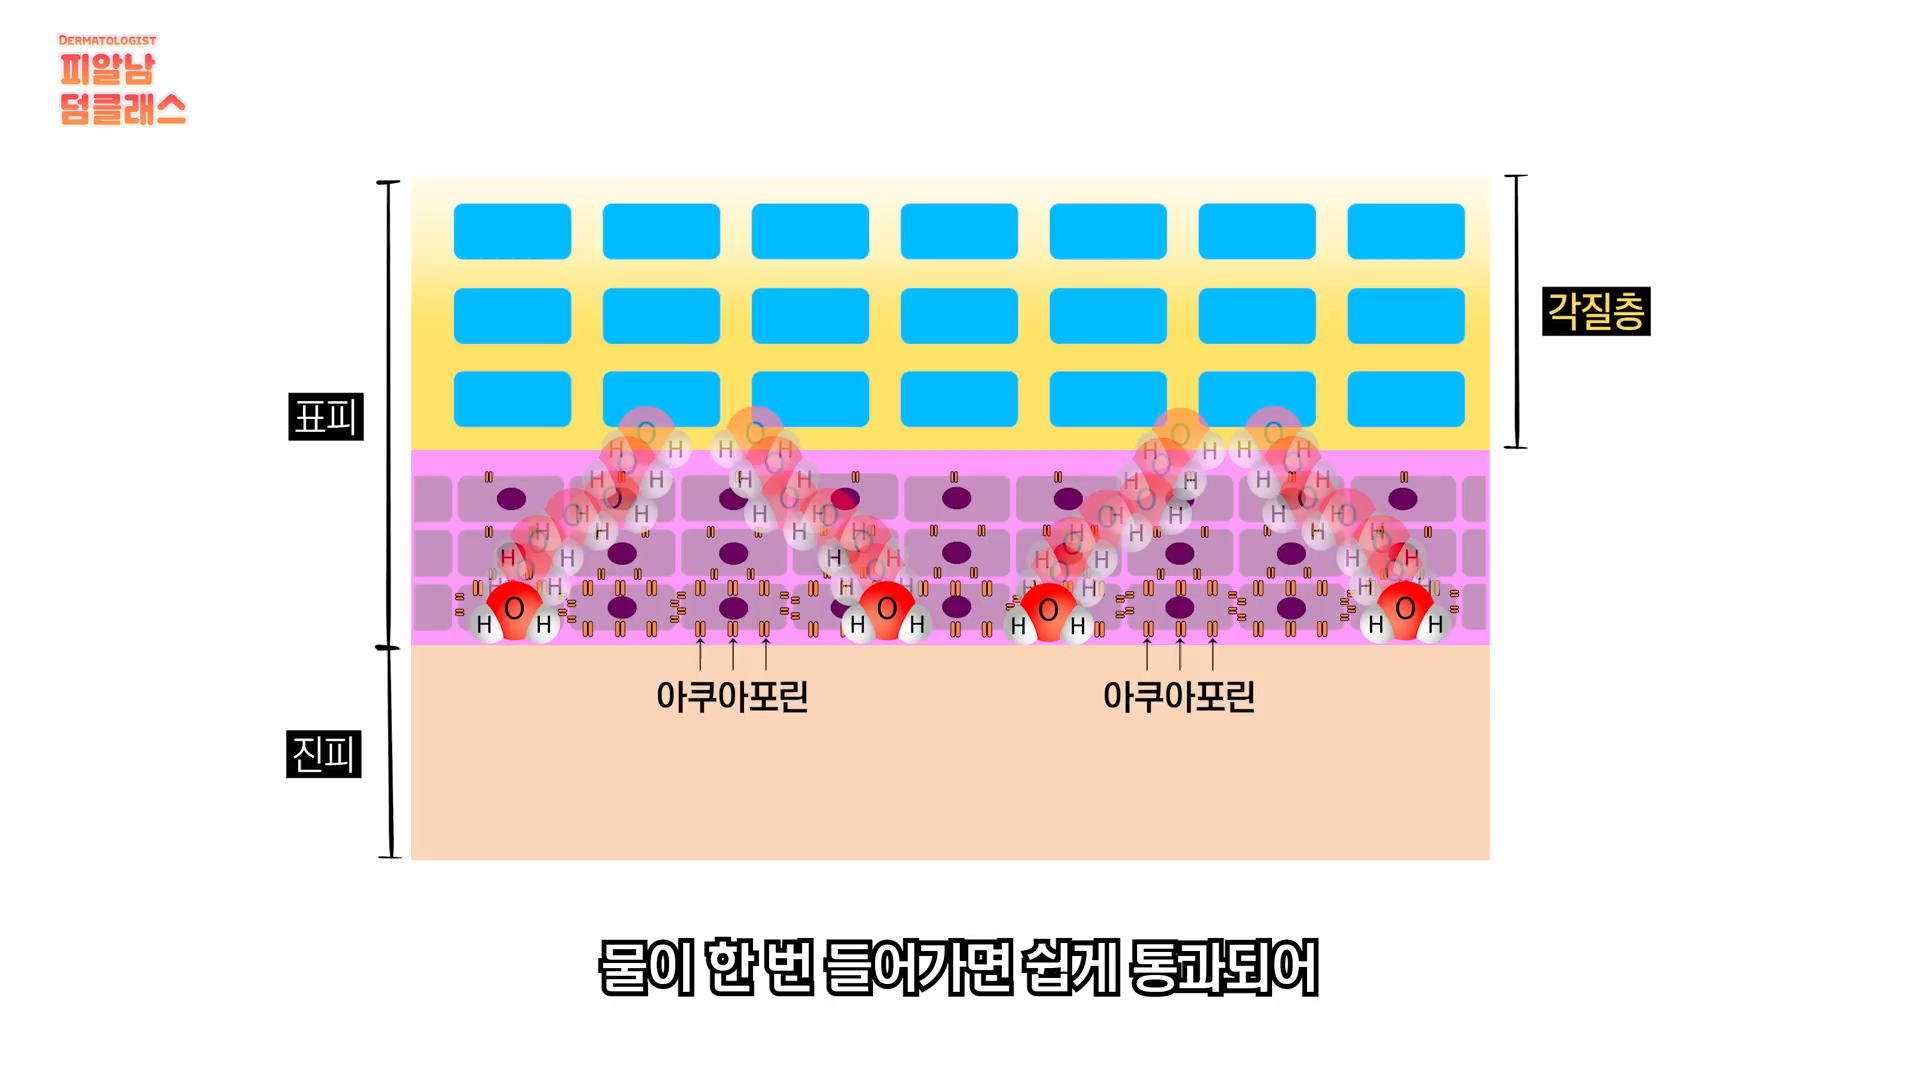 DERMATOLOGIST
피알남
덤클래스
각질층
표피
H O H
H O H
H O H
H O H
아쿠아포린
아쿠아포린
진피
물이 한 번 들어가면 쉽게 통과되어